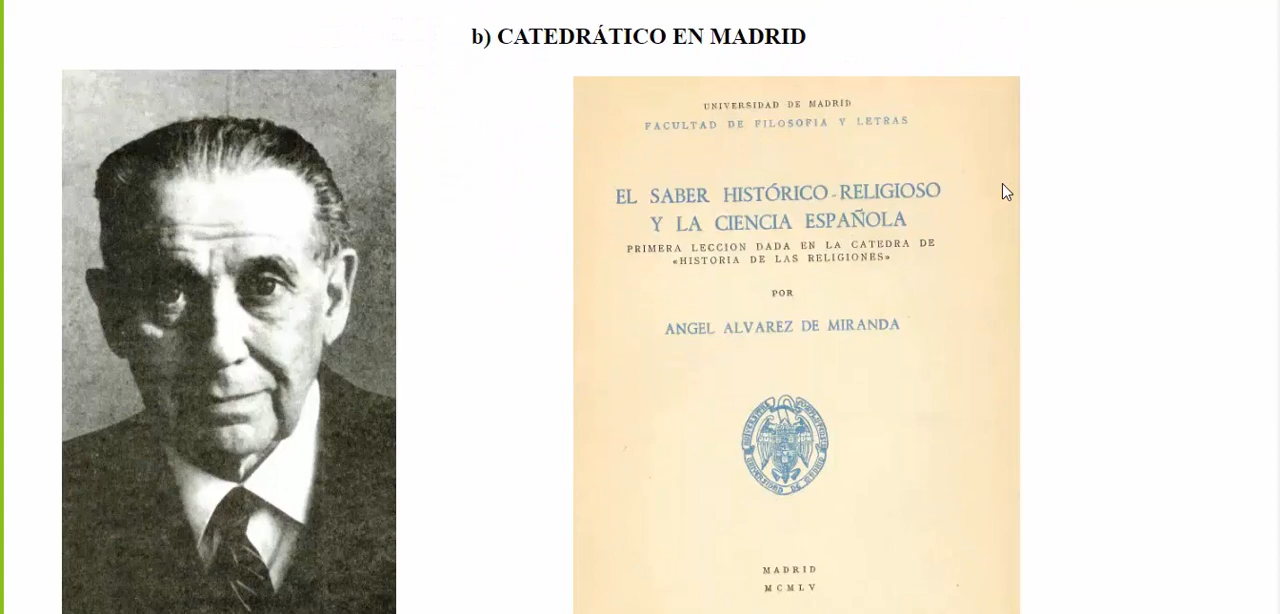 b) CATEDRÁTICO EN MADRID
UNIVERSIDAD DE MADRID
FACULTAD DE FILOSOFIA Y LETRAS
EL SABER HISTÓRICO-RELIGIOSO
Y LA CIENCIA ESPAÑOLA
PRIMERA LECCION DADA EN LA CATEDRA DE
«HISTORIA DE LAS RELIGIONES»
POR
ANGEL ALVAREZ DE MIRANDA
MADRID
MCMLV